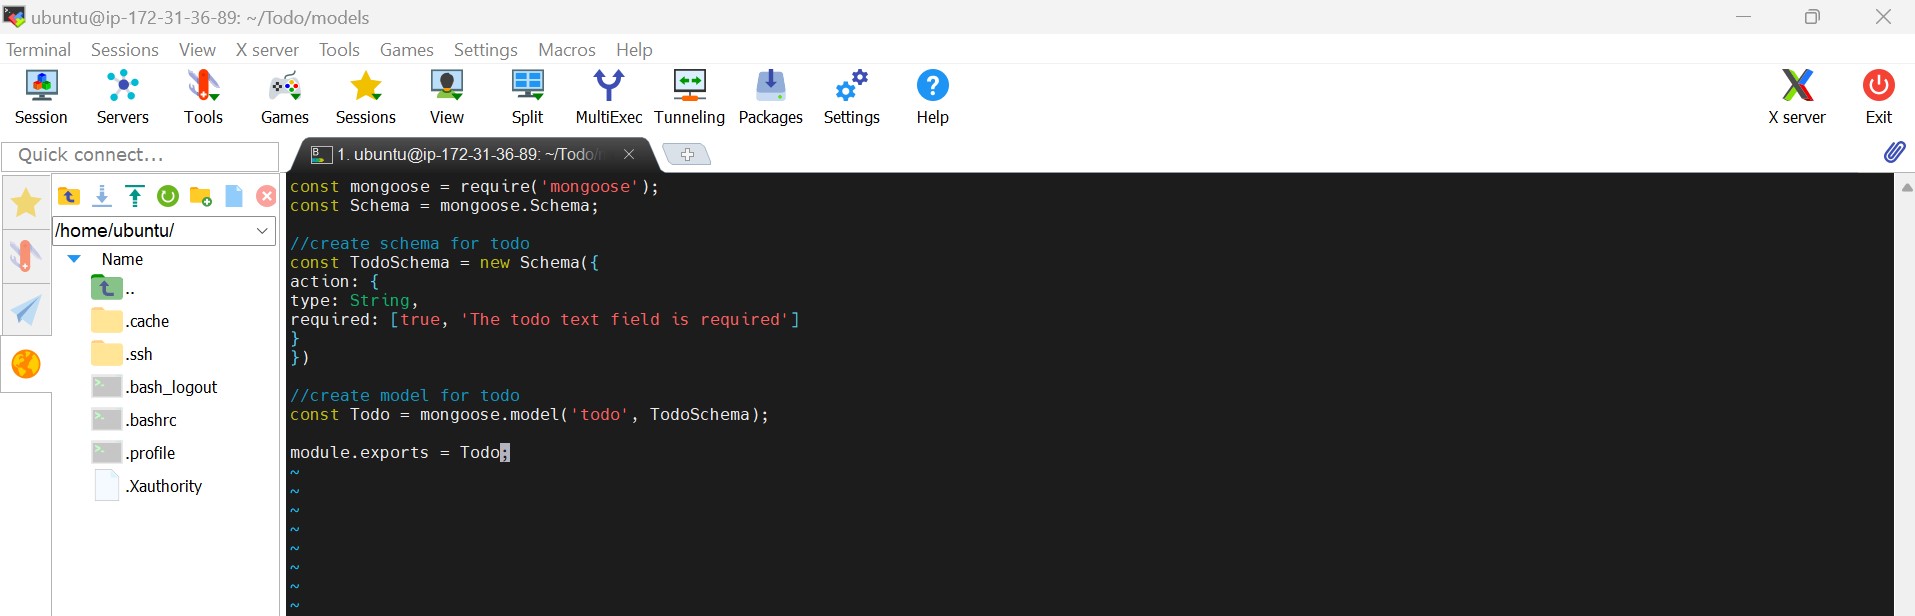 ubuntu@ip-172-31-36-89: ~/Todo/models
Terminal Sessions View X server Tools Games Settings Macros Help
Session Servers Tools Games Sessions View Split MultiExec Tunneling Packages Settings Help X server Exit
Quick connect...
1. ubuntu@ip-172-31-36-89: ~/Todo/
/home/ubuntu/
Name
..
.cache
.ssh
.bash_logout
.bashrc
.profile
.Xauthority
const mongoose = require('mongoose');
const Schema = mongoose.Schema;
//create schema for todo
const TodoSchema = new Schema({
action: {
type: String,
required: [true, 'The todo text field is required']
}
})
//create model for todo
const Todo = mongoose.model('todo', TodoSchema);
module.exports = Todo;
~
~
~
~
~
~
~
~